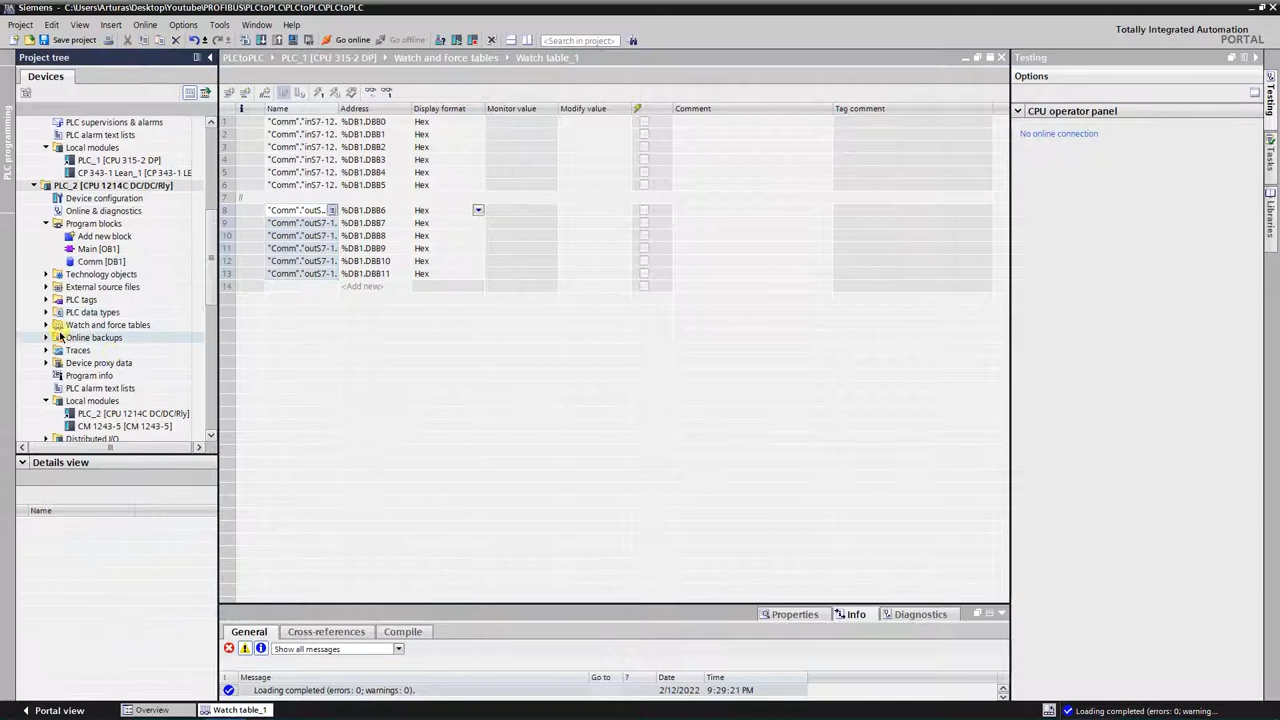 Siemens - C:\Users\Arturas\Desktop\Youtube\PROFIBUS\PLCtoPLC\PLCtoPLC\PLCtoPLC
Project Edit View Insert Online Options Tools Window Help
Totally Integrated Automation
PORTAL
Save project Go online Go offline <Search in project>
Project tree
PLCtoPLC PLC_1 [CPU 315-2 DP] Watch and force tables Watch table_1
Testing
Devices
Options
CPU operator panel
No online connection
PLC programming
PLC supervisions & alarms
PLC alarm text lists
Local modules
PLC_1 [CPU 315-2 DP]
CP 343-1 Lean_1 [CP 343-1 LE
PLC_2 [CPU 1214C DC/DC/Rly]
Device configuration
Online & diagnostics
Program blocks
Add new block
Main [OB1]
Comm [DB1]
Technology objects
External source files
PLC tags
PLC data types
Watch and force tables
Online backups
Traces
Device proxy data
Program info
PLC alarm text lists
Local modules
PLC_2 [CPU 1214C DC/DC/Rly]
CM 1243-5 [CM 1243-5]
Distributed I/O
Details view
Name
i Name Address Display format Monitor value Modify value Comment Tag comment
1 "Comm"."inS7-12. %DB1.DBB0 Hex
2 "Comm"."inS7-12. %DB1.DBB1 Hex
3 "Comm"."inS7-12. %DB1.DBB2 Hex
4 "Comm"."inS7-12. %DB1.DBB3 Hex
5 "Comm"."inS7-12. %DB1.DBB4 Hex
6 "Comm"."inS7-12. %DB1.DBB5 Hex
7 //
8 "Comm"."outS.. %DB1.DBB6 Hex
9 "Comm"."outS7-1. %DB1.DBB7 Hex
10 "Comm"."outS7-1. %DB1.DBB8 Hex
11 "Comm"."outS7-1. %DB1.DBB9 Hex
12 "Comm"."outS7-1. %DB1.DBB10 Hex
13 "Comm"."outS7-1. %DB1.DBB11 Hex
14 <Add new>
Testing
Tasks
Libraries
Properties Info Diagnostics
General Cross-references Compile
Show all messages
! Message Go to ? Date Time
Loading completed (errors: 0; warnings: 0). 2/12/2022 9:29:21 PM
Portal view Overview Watch table_1 Loading completed (errors: 0; warning...